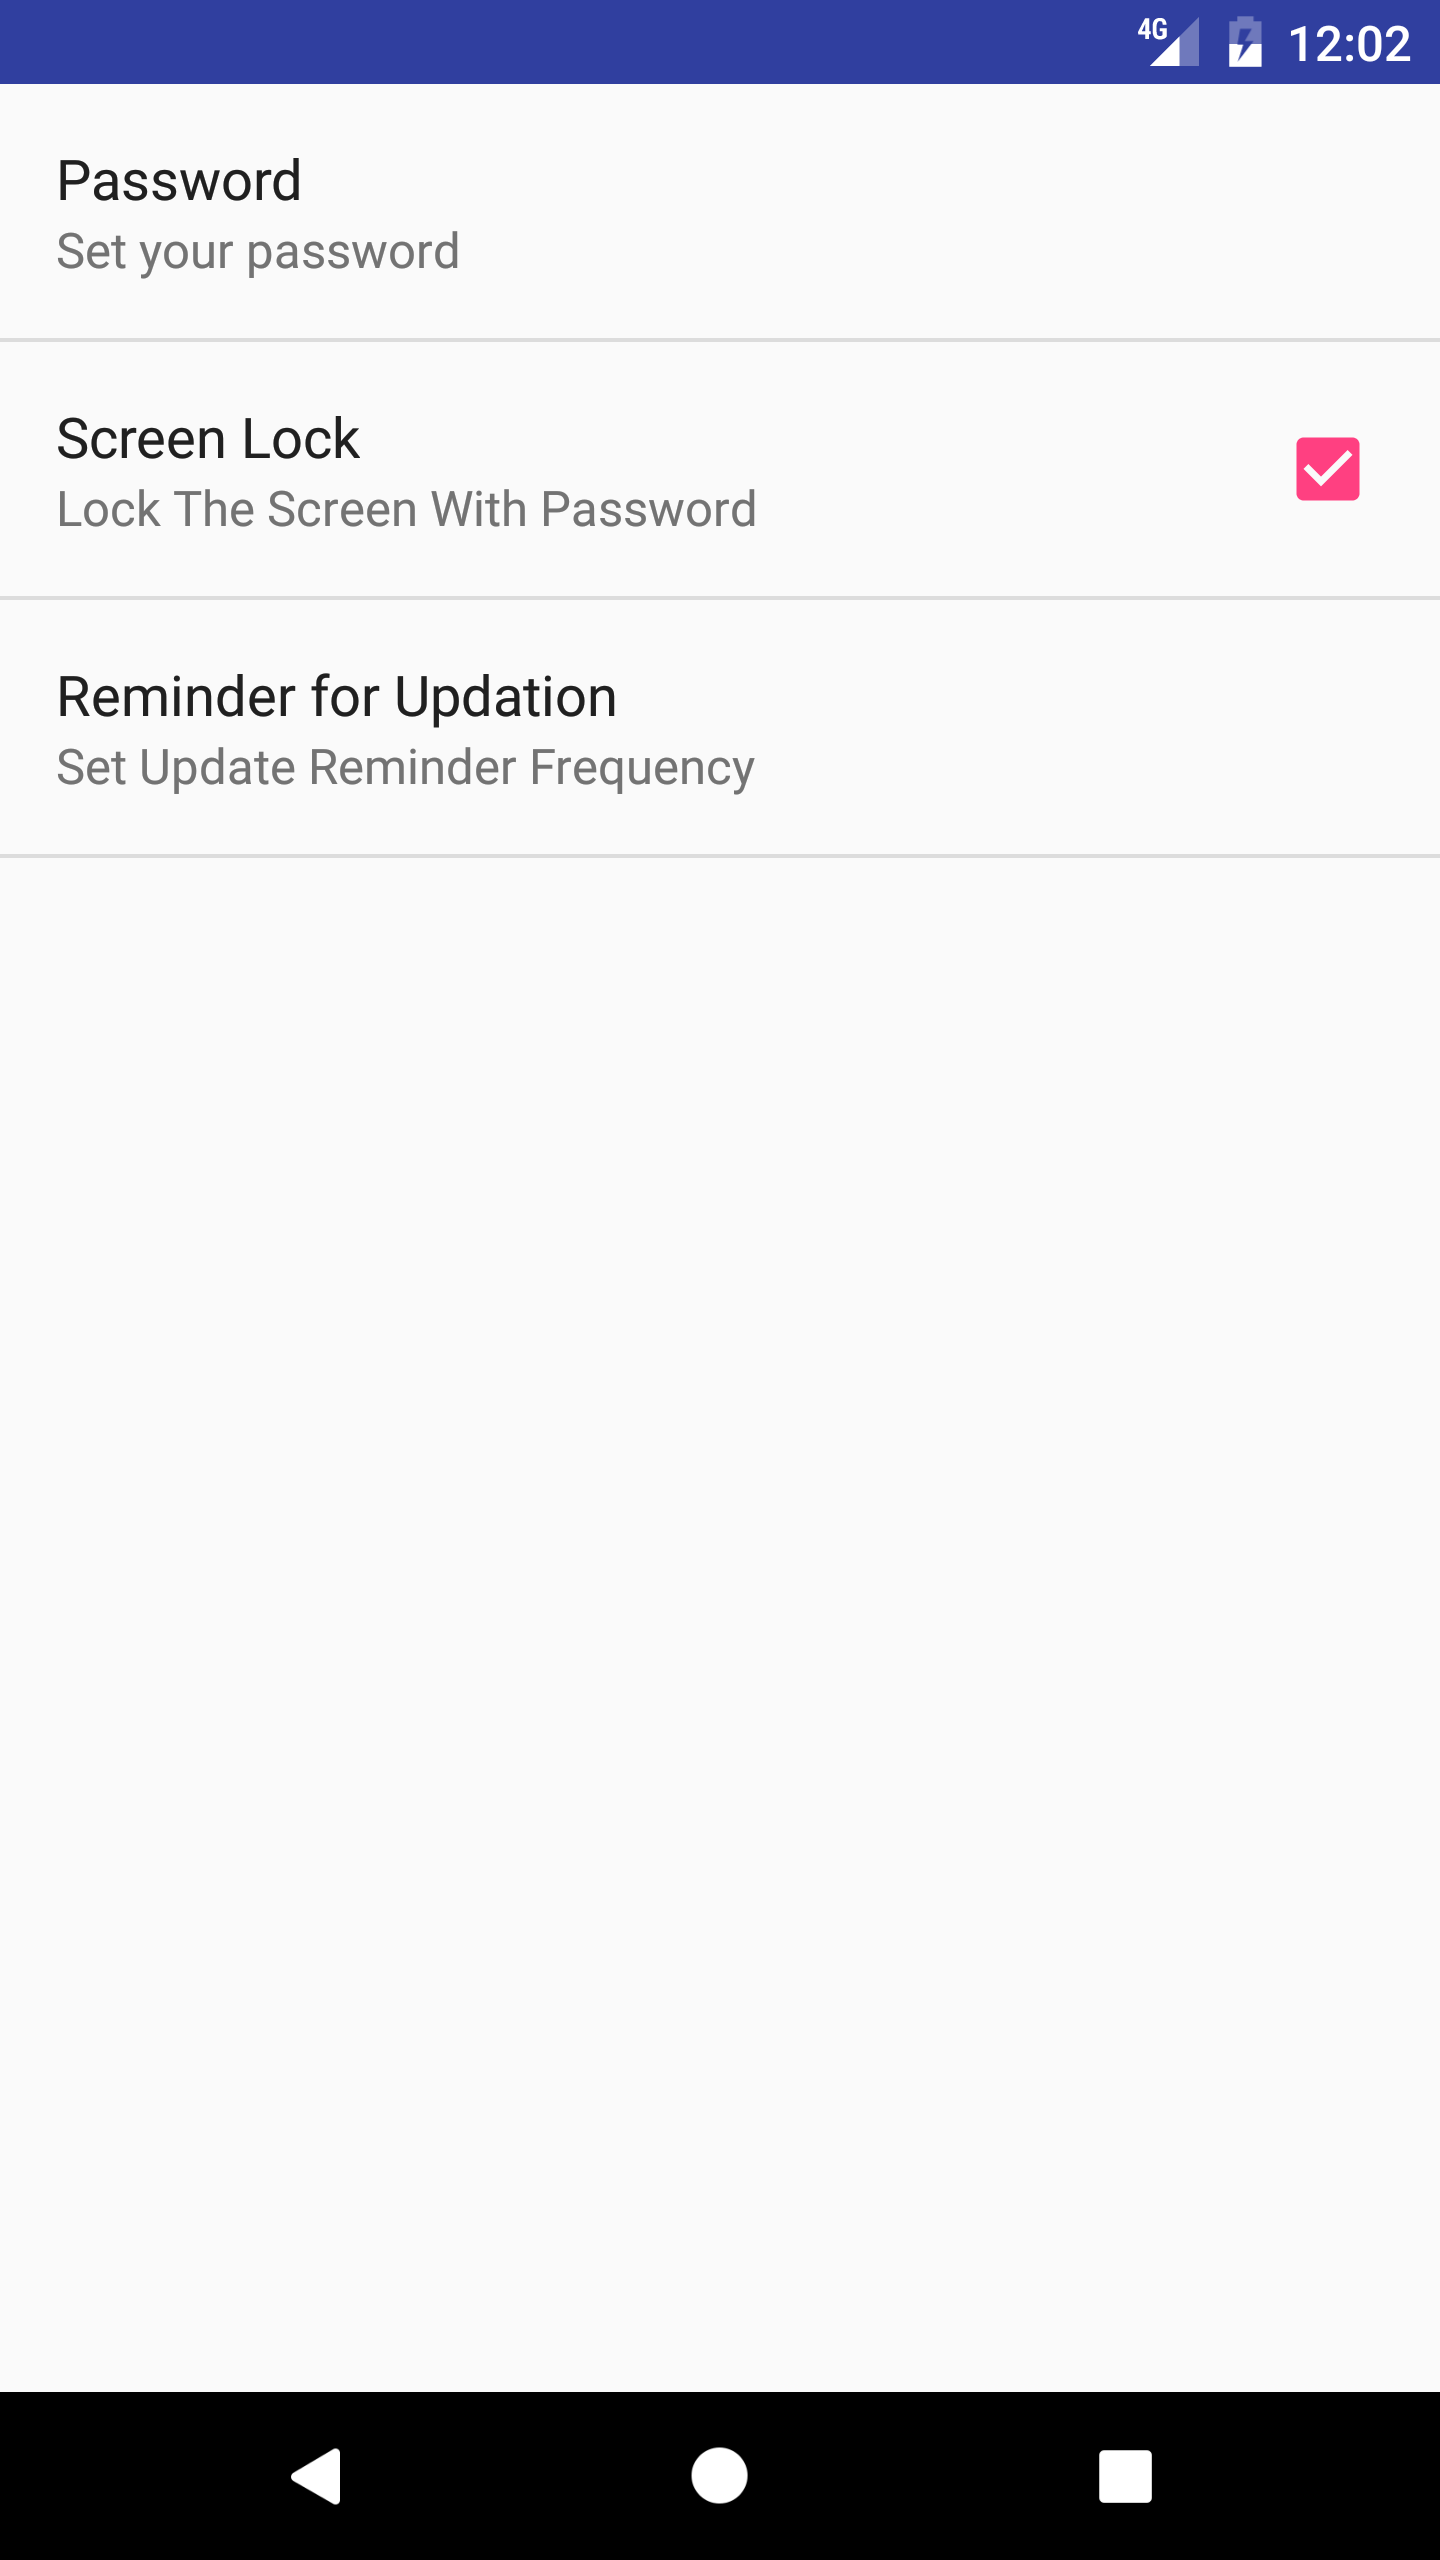 4G 12:02
Password
Set your password
Screen Lock
Lock The Screen With Password
Reminder for Updation
Set Update Reminder Frequency